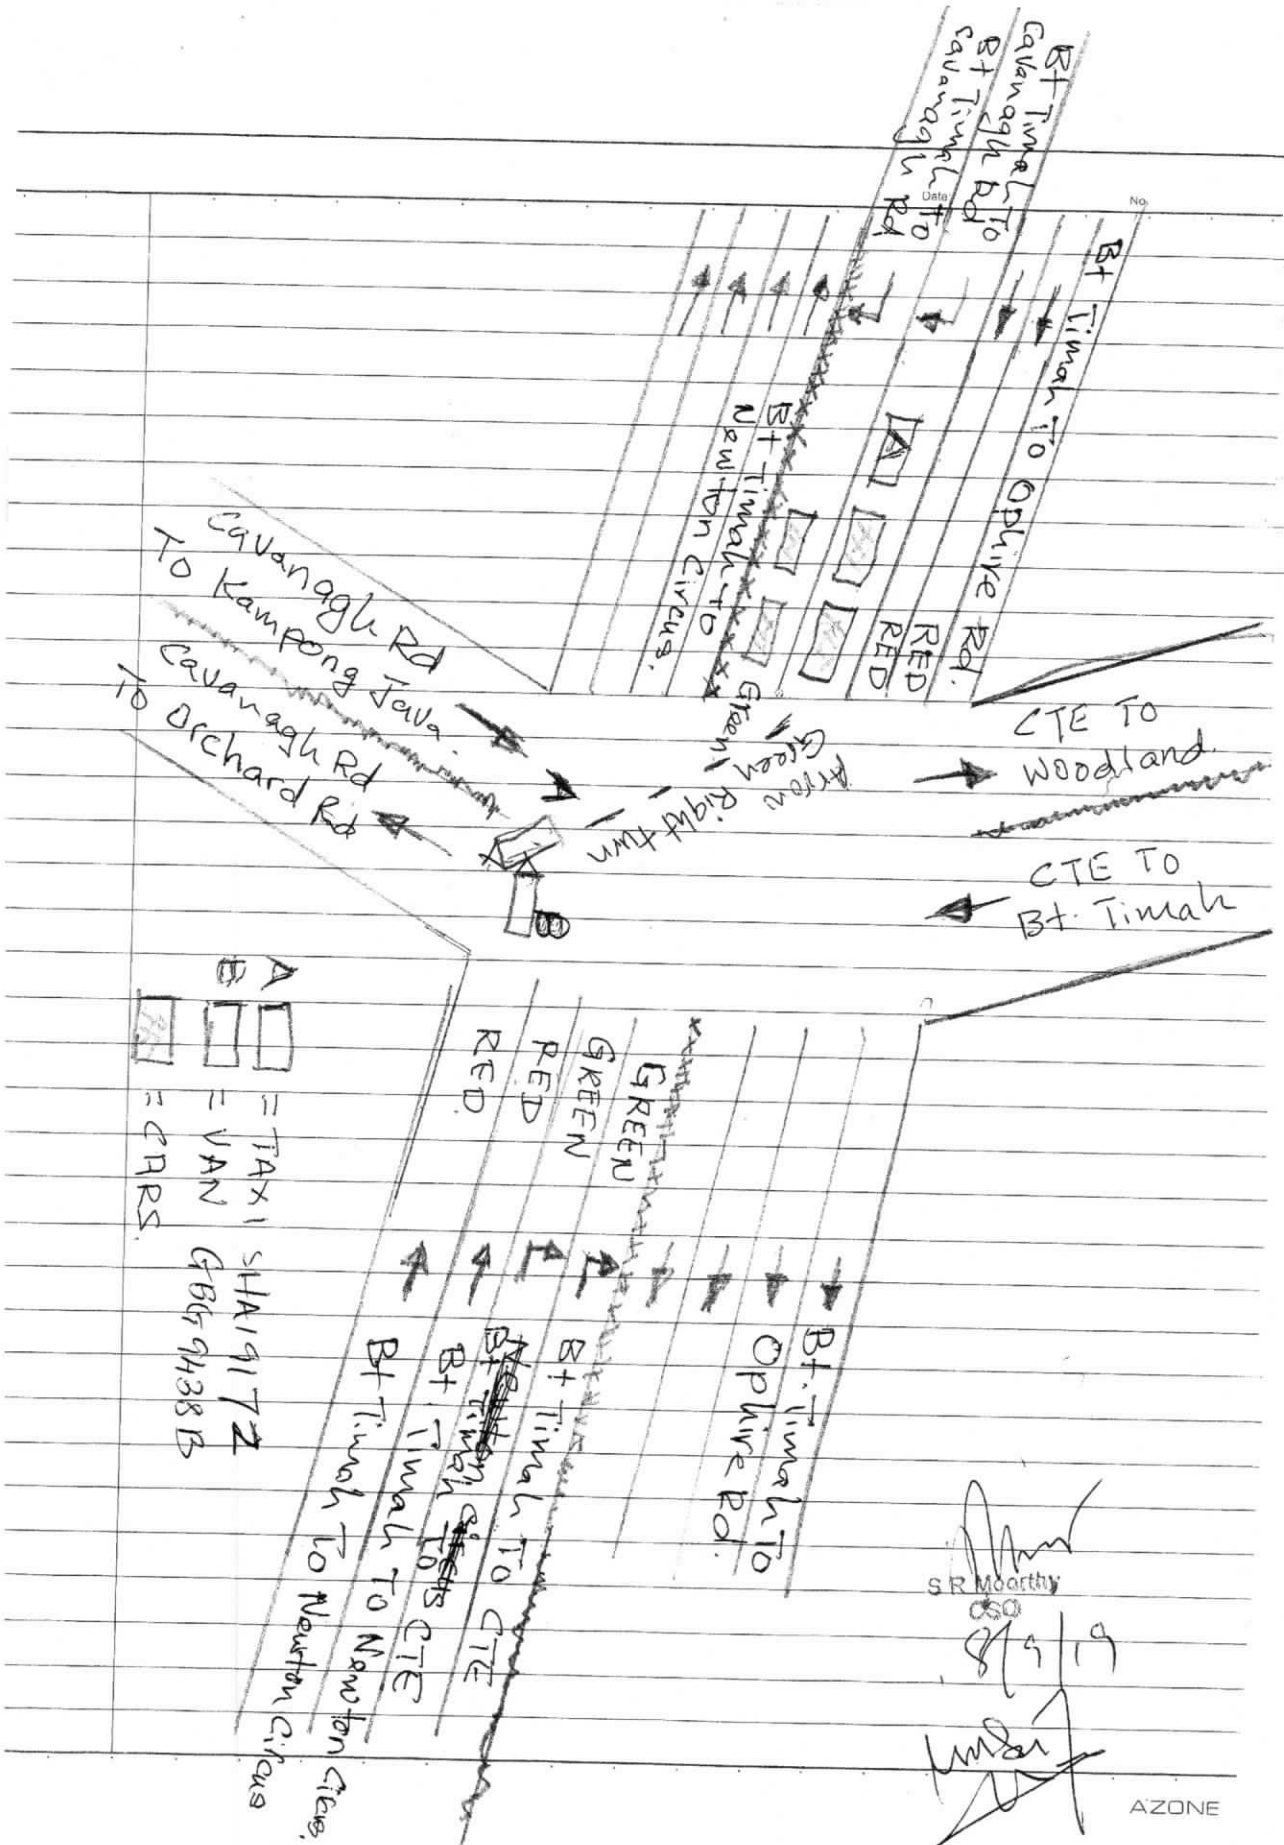 Bt Timah To
Cavanagh Rd
Bt Timah To
Cavanagh Rd
Date
No.
Bt Timah To Ophire Rd.
RED
RED
A
Bt Timah To
Newton Circus.
Green
Green
Arrow Right turn
Cavanagh Rd
To Kampong Java.
Cavanagh Rd
To Orchard Rd
CTE TO
Woodland.
CTE TO
Bt. Timah
A
B
GREEN
GREEN
RED
RED
Bt. Timah To
Ophire Rd.
Bt Timah To CTE
Bt. Timah To CTE
Bt Timah To Newton Circus.
Bt Timah To Newton Circus
A = TAXI SHA1917Z
B = VAN GBG9438B
= CARS.
S R Moorthy
CSO
8/9/19
A'ZONE